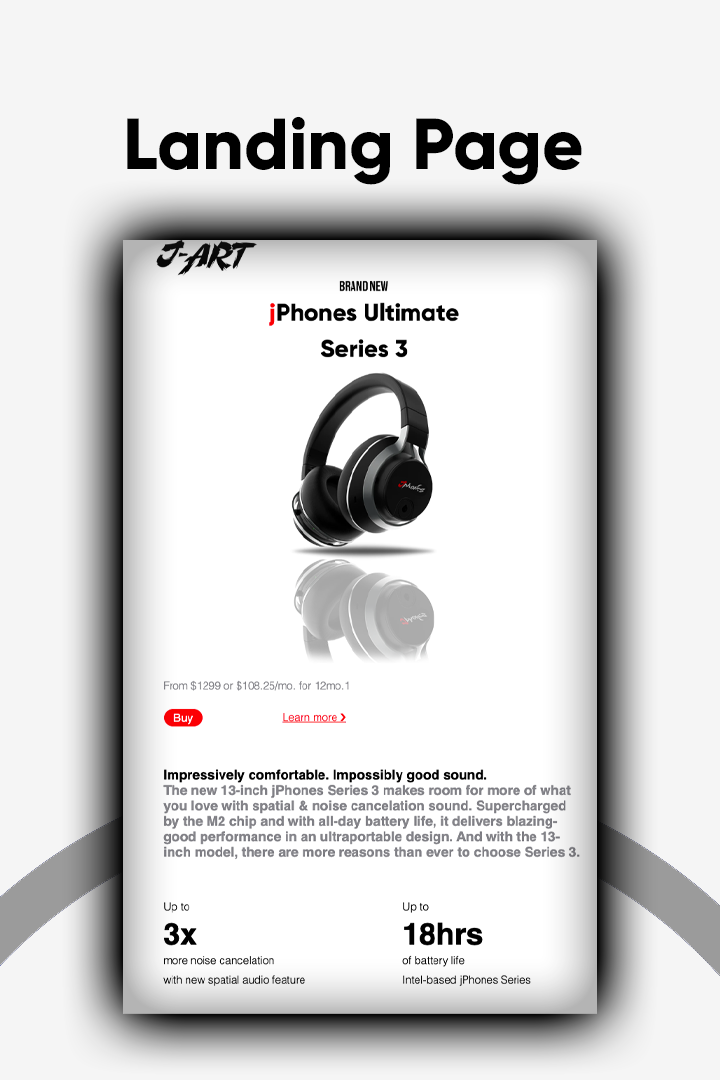 Landing Page
J-ART
BRAND NEW
jPhones Ultimate
Series 3
From $1299 or $108.25/mo. for 12mo.1
Buy
Learn more ❯
Impressively comfortable. Impossibly good sound.
The new 13-inch jPhones Series 3 makes room for more of what
you love with spatial & noise cancelation sound. Supercharged
by the M2 chip and with all-day battery life, it delivers blazing-
good performance in an ultraportable design. And with the 13-
inch model, there are more reasons than ever to choose Series 3.
Up to
3x
more noise cancelation
with new spatial audio feature
Up to
18hrs
of battery life
Intel-based jPhones Series